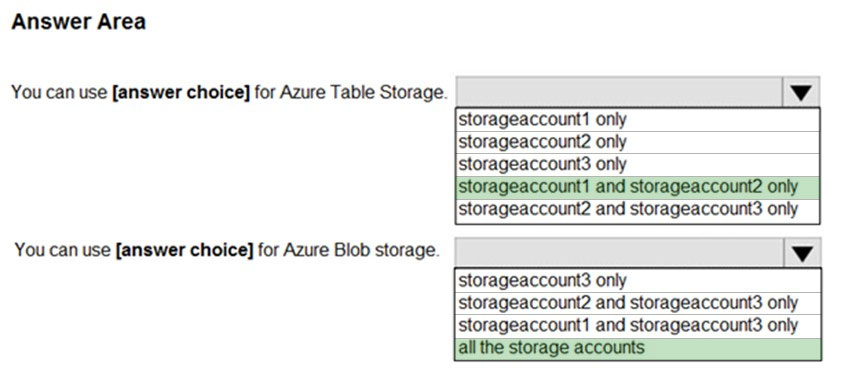 Answer Area
You can use [answer choice] for Azure Table Storage.
storageaccount1 only
storageaccount2 only
storageaccount3 only
storageaccount1 and storageaccount2 only
storageaccount2 and storageaccount3 only
You can use [answer choice] for Azure Blob storage.
storageaccount3 only
storageaccount2 and storageaccount3 only
storageaccount1 and storageaccount3 only
all the storage accounts